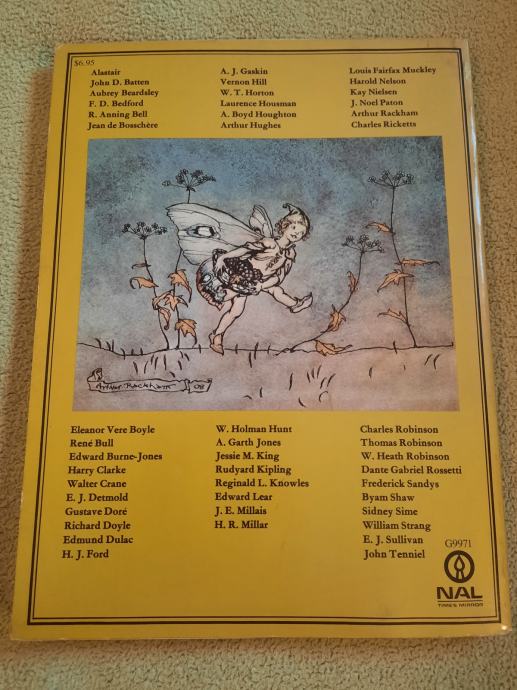 $6.95
Alastair
John D. Batten
Aubrey Beardsley
F. D. Bedford
R. Anning Bell
Jean de Bosschère
A. J. Gaskin
Vernon Hill
W. T. Horton
Laurence Housman
A. Boyd Houghton
Arthur Hughes
Louis Fairfax Muckley
Harold Nelson
Kay Nielsen
J. Noel Paton
Arthur Rackham
Charles Ricketts
Arthur Rackham 08
Eleanor Vere Boyle
René Bull
Edward Burne-Jones
Harry Clarke
Walter Crane
E. J. Detmold
Gustave Doré
Richard Doyle
Edmund Dulac
H. J. Ford
W. Holman Hunt
A. Garth Jones
Jessie M. King
Rudyard Kipling
Reginald L. Knowles
Edward Lear
J. E. Millais
H. R. Millar
Charles Robinson
Thomas Robinson
W. Heath Robinson
Dante Gabriel Rossetti
Frederick Sandys
Byam Shaw
Sidney Sime
William Strang
E. J. Sullivan
John Tenniel
G9971
NAL
TIMES MIRROR